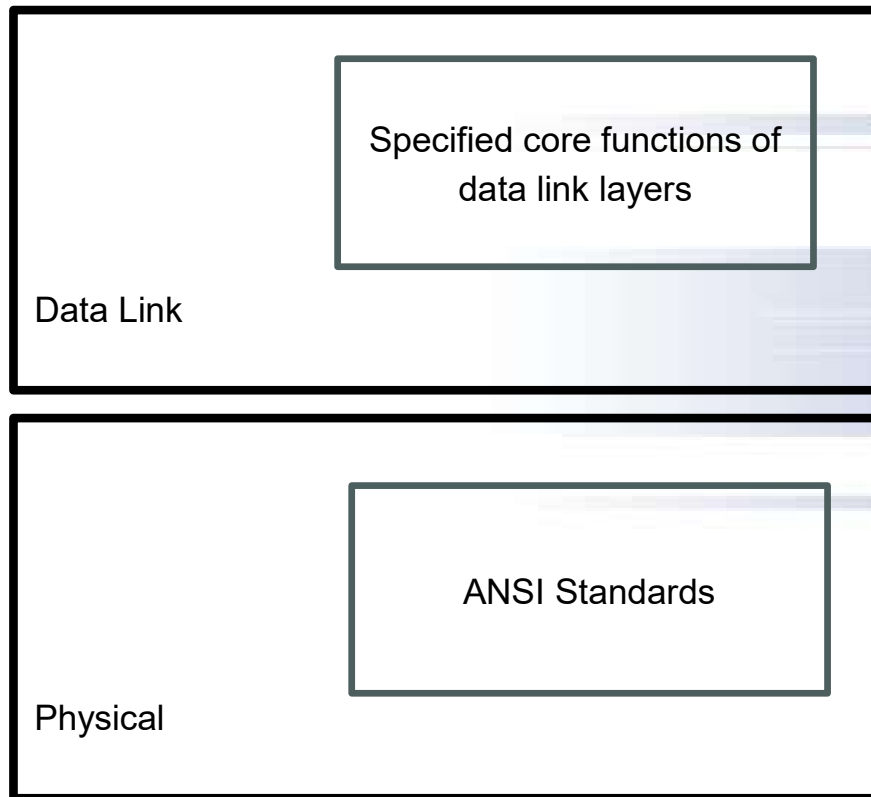 Specified core functions of
data link layers
Data Link
ANSI Standards
Physical